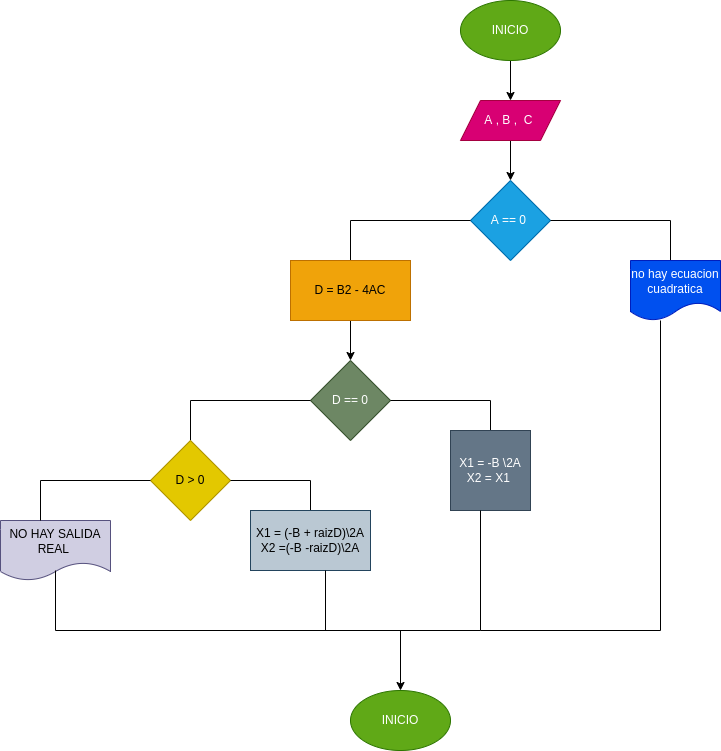 INICIO
A , B ,  C
A == 0
D = B2 - 4AC
no hay ecuacion
cuadratica
D == 0
X1 = -B \2A
X2 = X1
D > 0
NO HAY SALIDA
REAL
X1 = (-B + raizD)\2A
X2 =(-B -raizD)\2A
INICIO